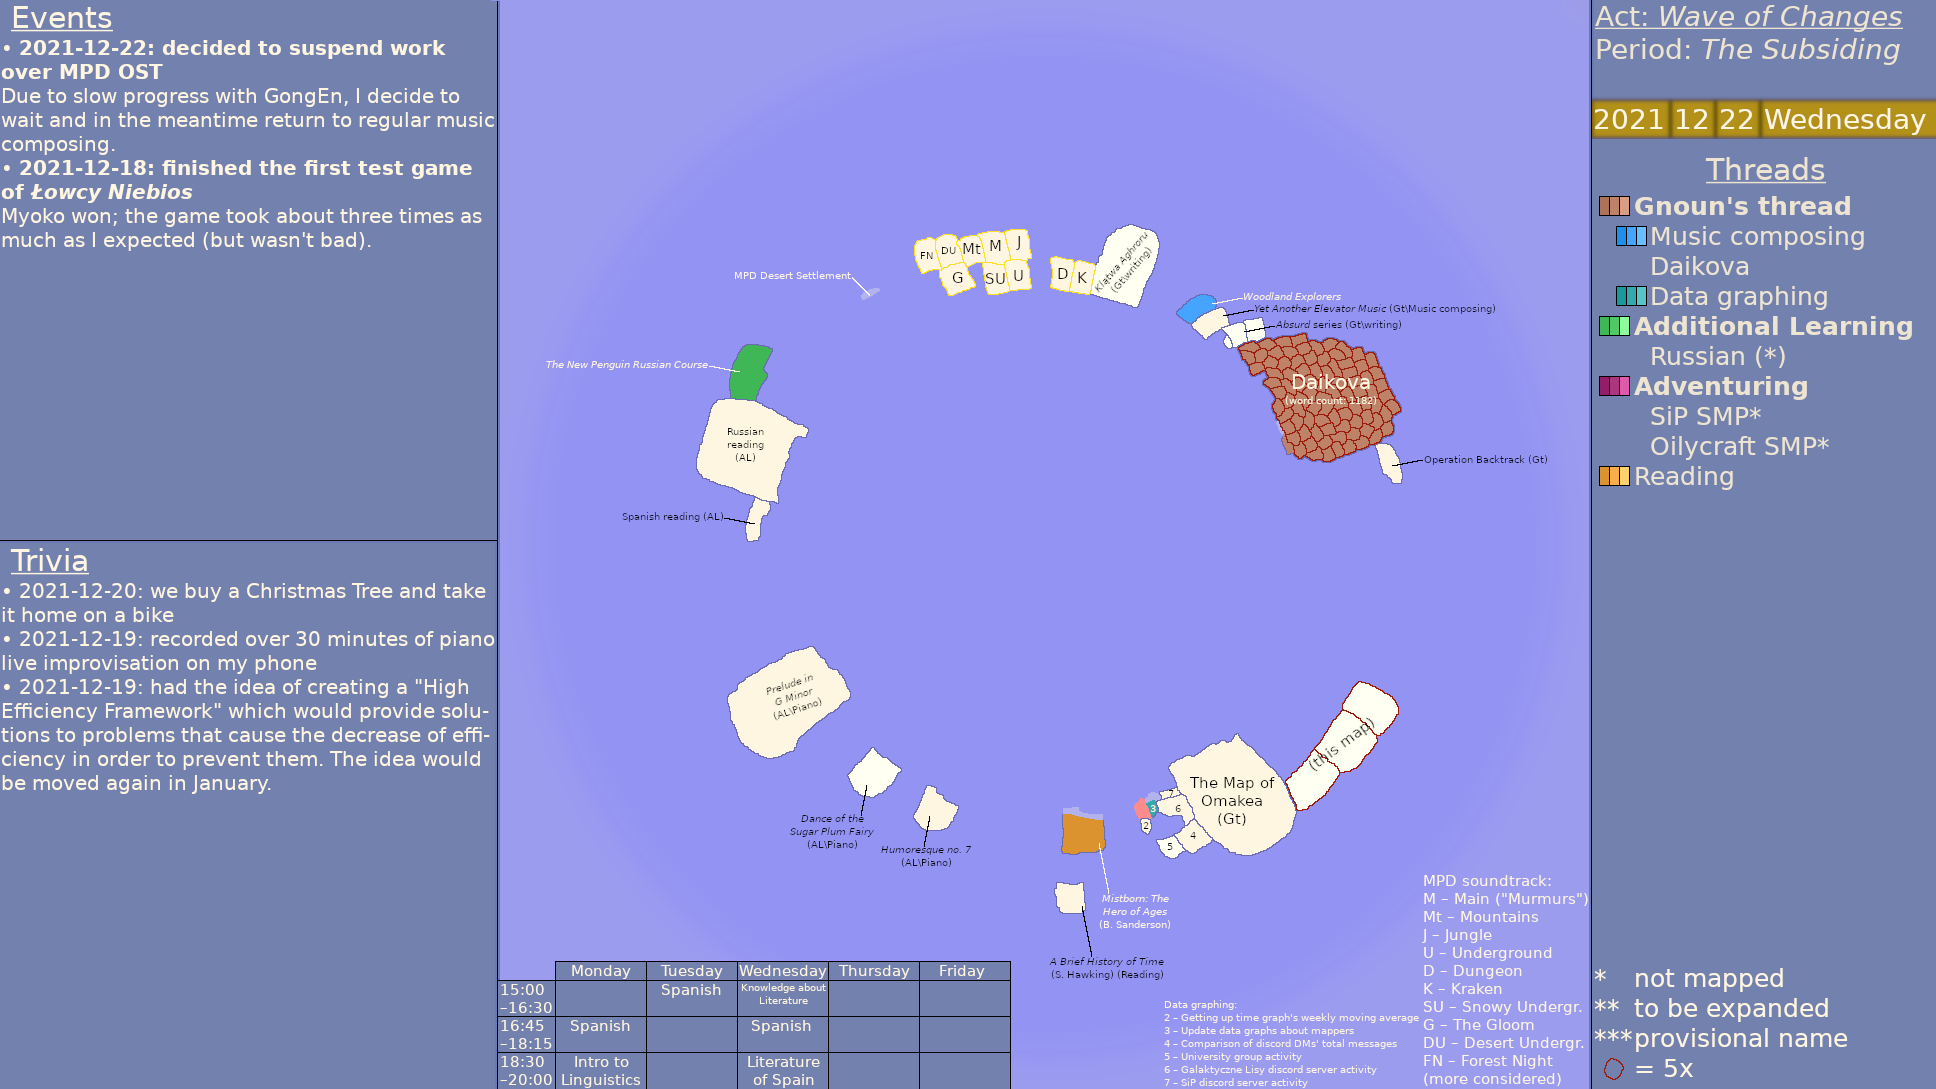 Events
• 2021-12-22: decided to suspend work
over MPD OST
Due to slow progress with GongEn, I decide to
wait and in the meantime return to regular music
composing.
• 2021-12-18: finished the first test game
of Łowcy Niebios
Myoko won; the game took about three times as
much as I expected (but wasn't bad).
Trivia
• 2021-12-20: we buy a Christmas Tree and take
it home on a bike
• 2021-12-19: recorded over 30 minutes of piano
live improvisation on my phone
• 2021-12-19: had the idea of creating a "High
Efficiency Framework" which would provide solu-
tions to problems that cause the decrease of effi-
ciency in order to prevent them. The idea would
be moved again in January.
MPD Desert Settlement
FN
DU
Mt
M
J
G
SU
U
D
K
Klątwa Aghroru
(Gt\writing)
Woodland Explorers
Yet Another Elevator Music (Gt\Music composing)
Absurd series (Gt\writing)
Daikova
(word count: 1182)
Operation Backtrack (Gt)
The New Penguin Russian Course
Russian
reading
(AL)
Spanish reading (AL)
Prelude in
G Minor
(AL\Piano)
Dance of the
Sugar Plum Fairy
(AL\Piano)
Humoresque no. 7
(AL\Piano)
(this map)
The Map of
Omakea
(Gt)
7
3
6
2
4
5
Mistborn: The
Hero of Ages
(B. Sanderson)
A Brief History of Time
(S. Hawking) (Reading)
Monday Tuesday Wednesday Thursday Friday
15:00
–16:30
Spanish
Knowledge about
Literature
16:45
–18:15
Spanish
Spanish
18:30
–20:00
Intro to
Linguistics
Literature
of Spain
Data graphing:
2 – Getting up time graph's weekly moving average
3 – Update data graphs about mappers
4 – Comparison of discord DMs' total messages
5 – University group activity
6 – Galaktyczne Lisy discord server activity
7 – SiP discord server activity
MPD soundtrack:
M – Main ("Murmurs")
Mt – Mountains
J – Jungle
U – Underground
D – Dungeon
K – Kraken
SU – Snowy Undergr.
G – The Gloom
DU – Desert Undergr.
FN – Forest Night
(more considered)
Act: Wave of Changes
Period: The Subsiding
2021 12 22 Wednesday
Threads
Gnoun's thread
Music composing
Daikova
Data graphing
Additional Learning
Russian (*)
Adventuring
SiP SMP*
Oilycraft SMP*
Reading
* not mapped
** to be expanded
*** provisional name
= 5x